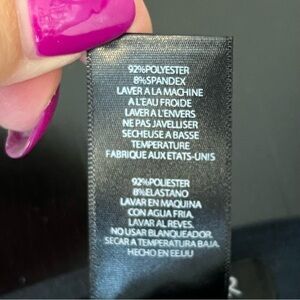 92%POLYESTER
8%SPANDEX
LAVER A LA MACHINE
A L'EAU FROIDE
LAVER A L'ENVERS
NE PAS JAVELLISER
SECHEUSE A BASSE
TEMPERATURE
FABRIQUE AUX ETATS-UNIS
92%POLIESTER
8%ELASTANO
LAVAR EN MAQUINA
CON AGUA FRIA.
LAVAR AL REVES.
NO USAR BLANQUEADOR.
SECAR A TEMPERATURA BAJA.
HECHO EN EE.UU